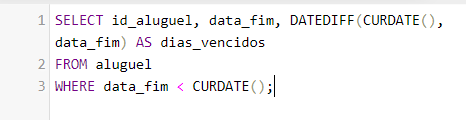 1 SELECT id_aluguel, data_fim, DATEDIFF(CURDATE(),
data_fim) AS dias_vencidos
2 FROM aluguel
3 WHERE data_fim < CURDATE();